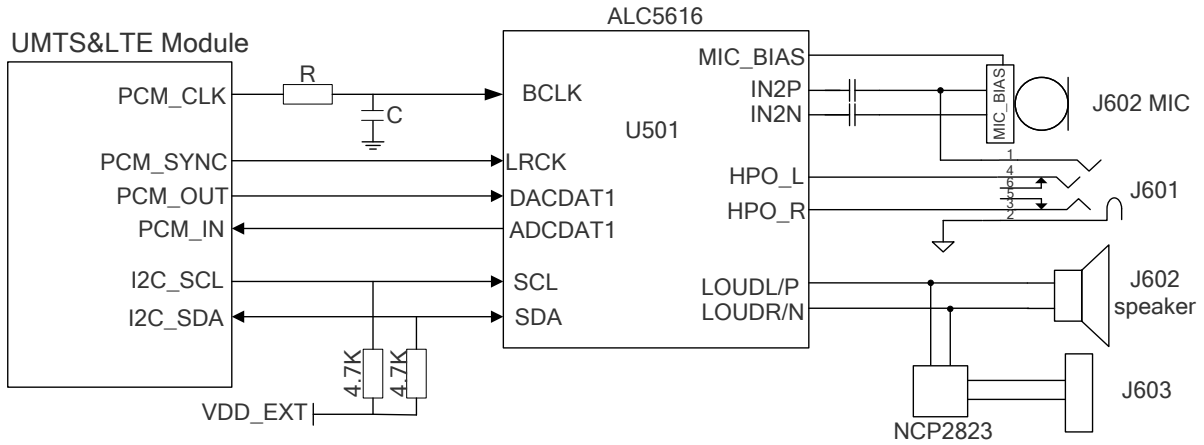 ALC5616
UMTS&LTE Module
PCM_CLK
R
C
BCLK
PCM_SYNC
LRCK
PCM_OUT
DACDAT1
PCM_IN
ADCDAT1
I2C_SCL
SCL
I2C_SDA
SDA
4.7K
4.7K
VDD_EXT
U501
MIC_BIAS
IN2P
IN2N
MIC_BIAS
J602 MIC
HPO_L
HPO_R
1
4
6
5
3
2
J601
LOUDL/P
LOUDR/N
J602
speaker
NCP2823
J603